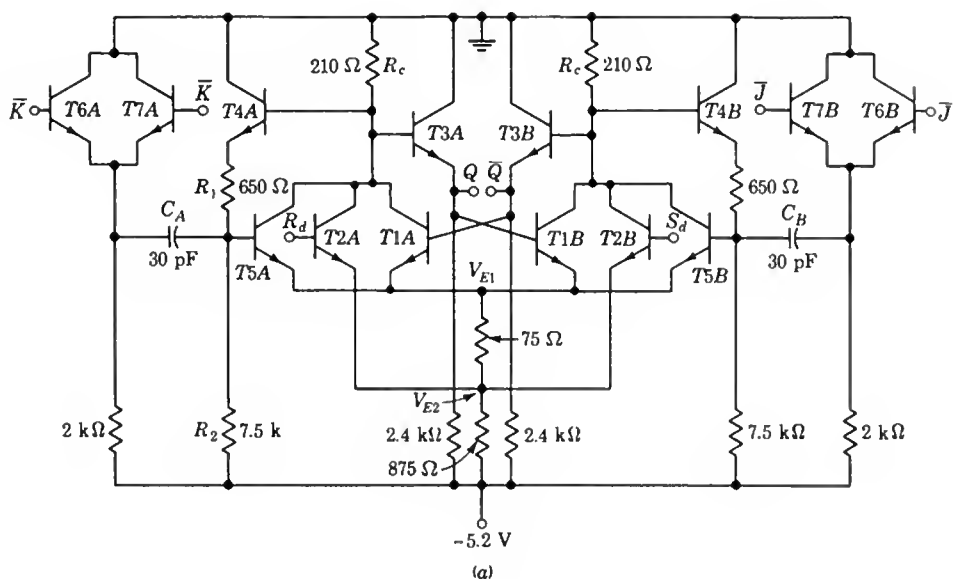 210 Ω R_c
R_c 210 Ω
K̅ T6A T7A K̅ T4A
T3A T3B
T4B J̅ T7B T6B J̅
Q Q̅
R_1 650 Ω
650 Ω
C_A
30 pF
R_d
T5A T2A T1A
T1B T2B S_d T5B
C_B
30 pF
V_E1
75 Ω
V_E2
2 kΩ R_2 7.5 k
2.4 kΩ 2.4 kΩ
875 Ω
7.5 kΩ 2 kΩ
-5.2 V
(a)